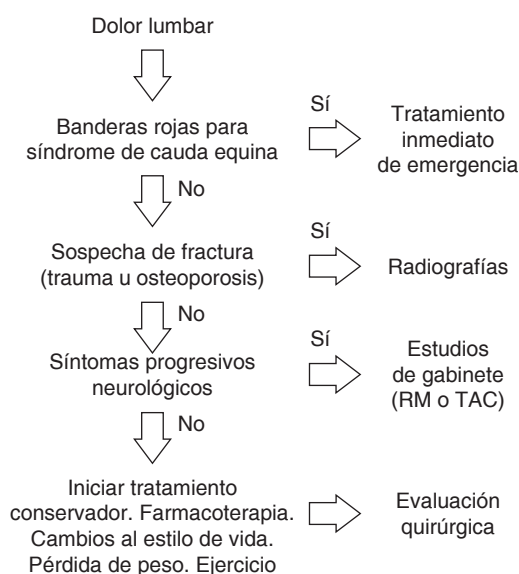 Dolor lumbar
Banderas rojas para
síndrome de cauda equina
Sí
Tratamiento
inmediato
de emergencia
No
Sospecha de fractura
(trauma u osteoporosis)
Sí
Radiografías
No
Síntomas progresivos
neurológicos
Sí
Estudios
de gabinete
(RM o TAC)
No
Iniciar tratamiento
conservador. Farmacoterapia.
Cambios al estilo de vida.
Pérdida de peso. Ejercicio
Evaluación
quirúrgica